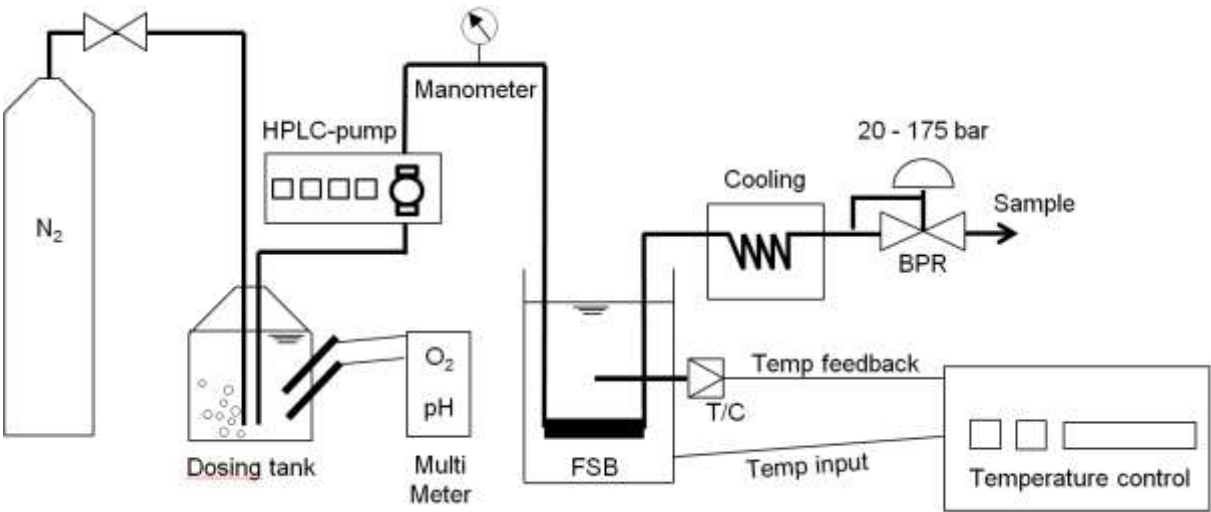 Manometer
HPLC-pump
20 - 175 bar
Cooling
Sample
N₂
BPR
O₂
pH
Temp feedback
T/C
Dosing tank
Multi
Meter
FSB
Temp input
Temperature control